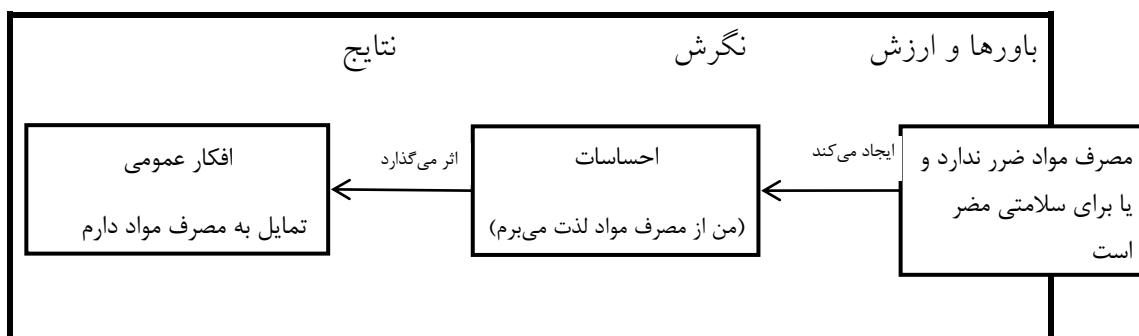 باورها و ارزش
نگرش
نتایج
مصرف مواد ضرر ندارد و
یا برای سلامتی مضر
است
ایجاد می‌کند
احساسات
(من از مصرف مواد لذت می‌برم)
اثر می‌گذارد
افکار عمومی
تمایل به مصرف مواد دارم